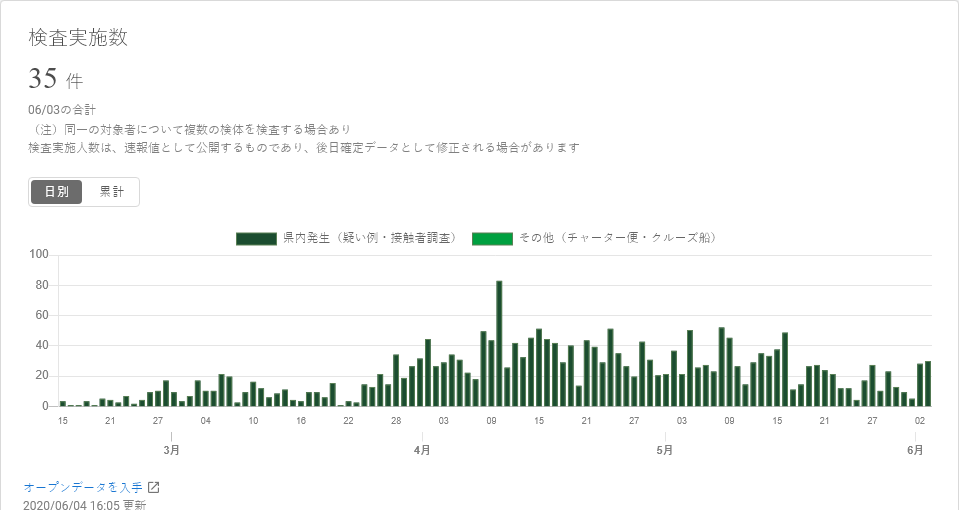 検査実施数
35 件
06/03の合計
（注）同一の対象者について複数の検体を検査する場合あり
検査実施人数は、速報値として公開するものであり、後日確定データとして修正される場合があります
日別 累計
県内発生（疑い例・接触者調査） その他（チャーター便・クルーズ船）
100
80
60
40
20
0
15 21 27 04 10 16 22 28 03 09 15 21 27 03 09 15 21 27 02
3月 4月 5月 6月
オープンデータを入手
2020/06/04 16:05 更新